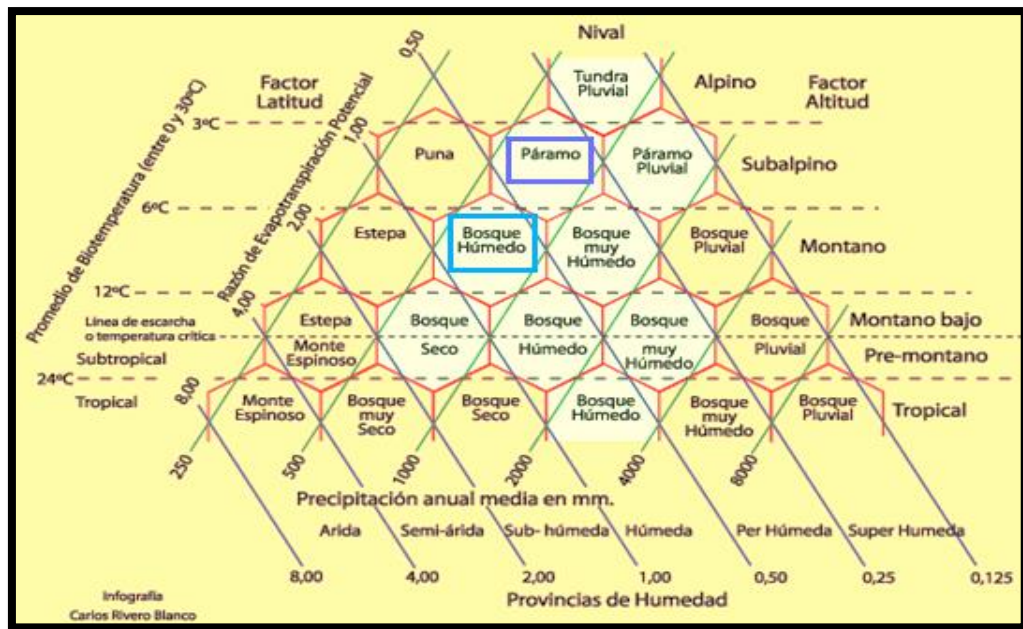 Nival
0,50
Factor
Latitud
Tundra
Pluvial
Alpino
Factor
Altitud
Promedio de Biotemperatura (entre 0 y 30ºC)
Razón de Evapotranspiración Potencial
3ºC
1,00
Puna
Páramo
Páramo
Pluvial
Subalpino
6ºC
2,00
Estepa
Bosque
Húmedo
Bosque
muy
Húmedo
Bosque
Pluvial
Montano
12ºC
4,00
Línea de escarcha
o temperatura crítica
Estepa
Bosque
Bosque
Bosque
Bosque
Montano bajo
Subtropical
Monte
Espinoso
Seco
Húmedo
muy
Húmedo
Pluvial
Pre-montano
24ºC
8,00
Tropical
Monte
Espinoso
Bosque
muy
Seco
Bosque
Seco
Bosque
Húmedo
Bosque
muy
Húmedo
Bosque
Pluvial
Tropical
250
500
1000
2000
4000
8000
Precipitación anual media en mm.
Arida
Semi-árida
Sub- húmeda
Húmeda
Per Húmeda
Super Humeda
8,00
4,00
2,00
1,00
0,50
0,25
0,125
Provincias de Humedad
Infografía
Carlos Rivero Blanco